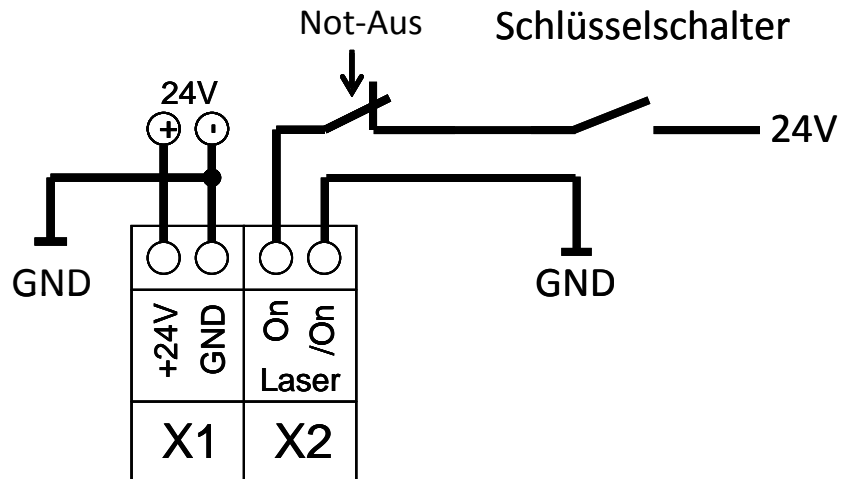 Not-Aus
Schlüsselschalter
24V
+ -
24V
GND
GND
+24V
GND
On
/On
Laser
X1
X2